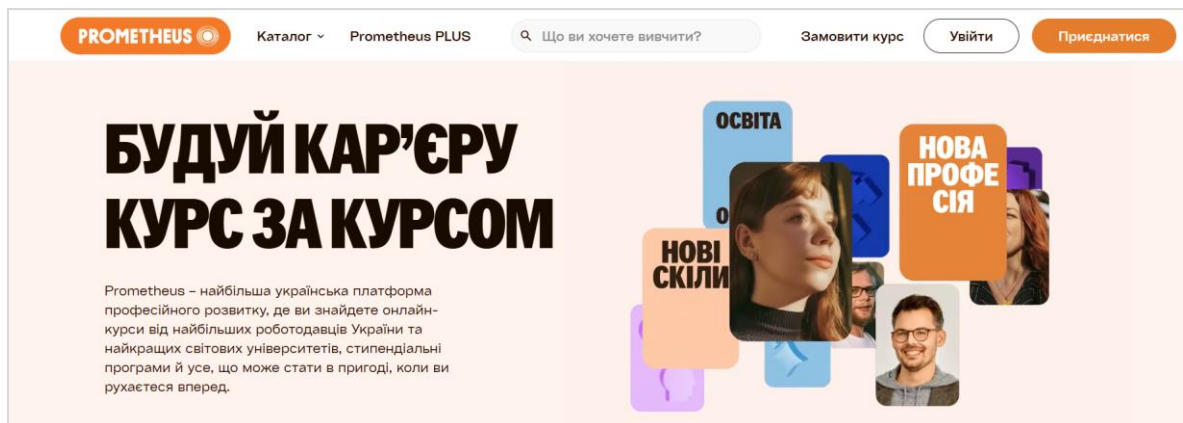 PROMETHEUS
Каталог
Prometheus PLUS
Що ви хочете вивчити?
Замовити курс
Увійти
Приєднатися
БУДУЙ КАР’ЄРУ
КУРС ЗА КУРСОМ
Prometheus – найбільша українська платформа
професійного розвитку, де ви знайдете онлайн-
курси від найбільших роботодавців України та
найкращих світових університетів, стипендіальні
програми й усе, що може стати в пригоді, коли ви
рухаєтеся вперед.
ОСВІТА
НОВІ
СКІЛИ
НОВА
ПРОФЕ
СІЯ